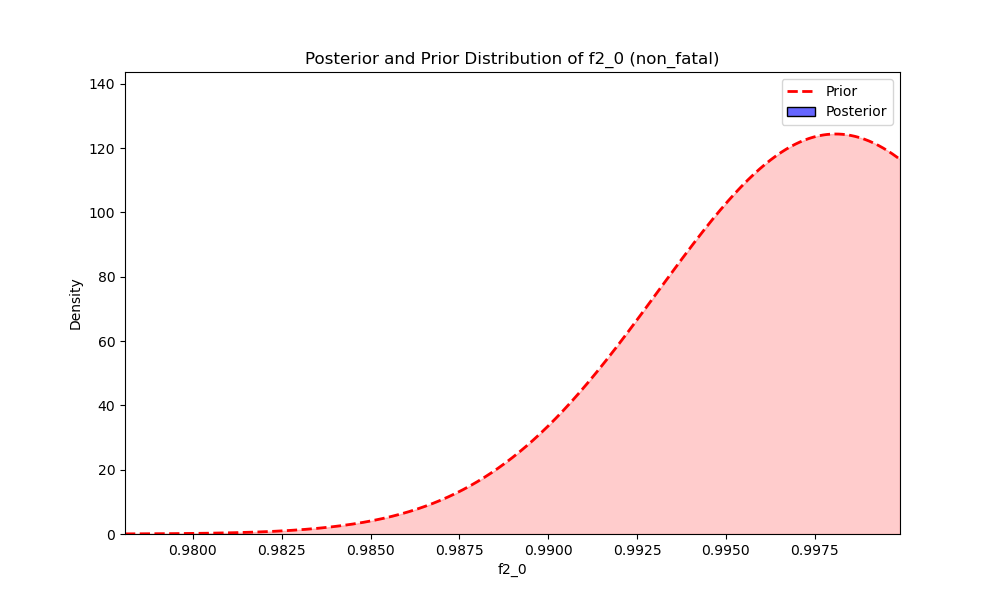 Posterior and Prior Distribution of f2_0 (non_fatal)
Prior
Posterior
140
120
100
80
60
40
20
0
Density
0.9800 0.9825 0.9850 0.9875 0.9900 0.9925 0.9950 0.9975
f2_0